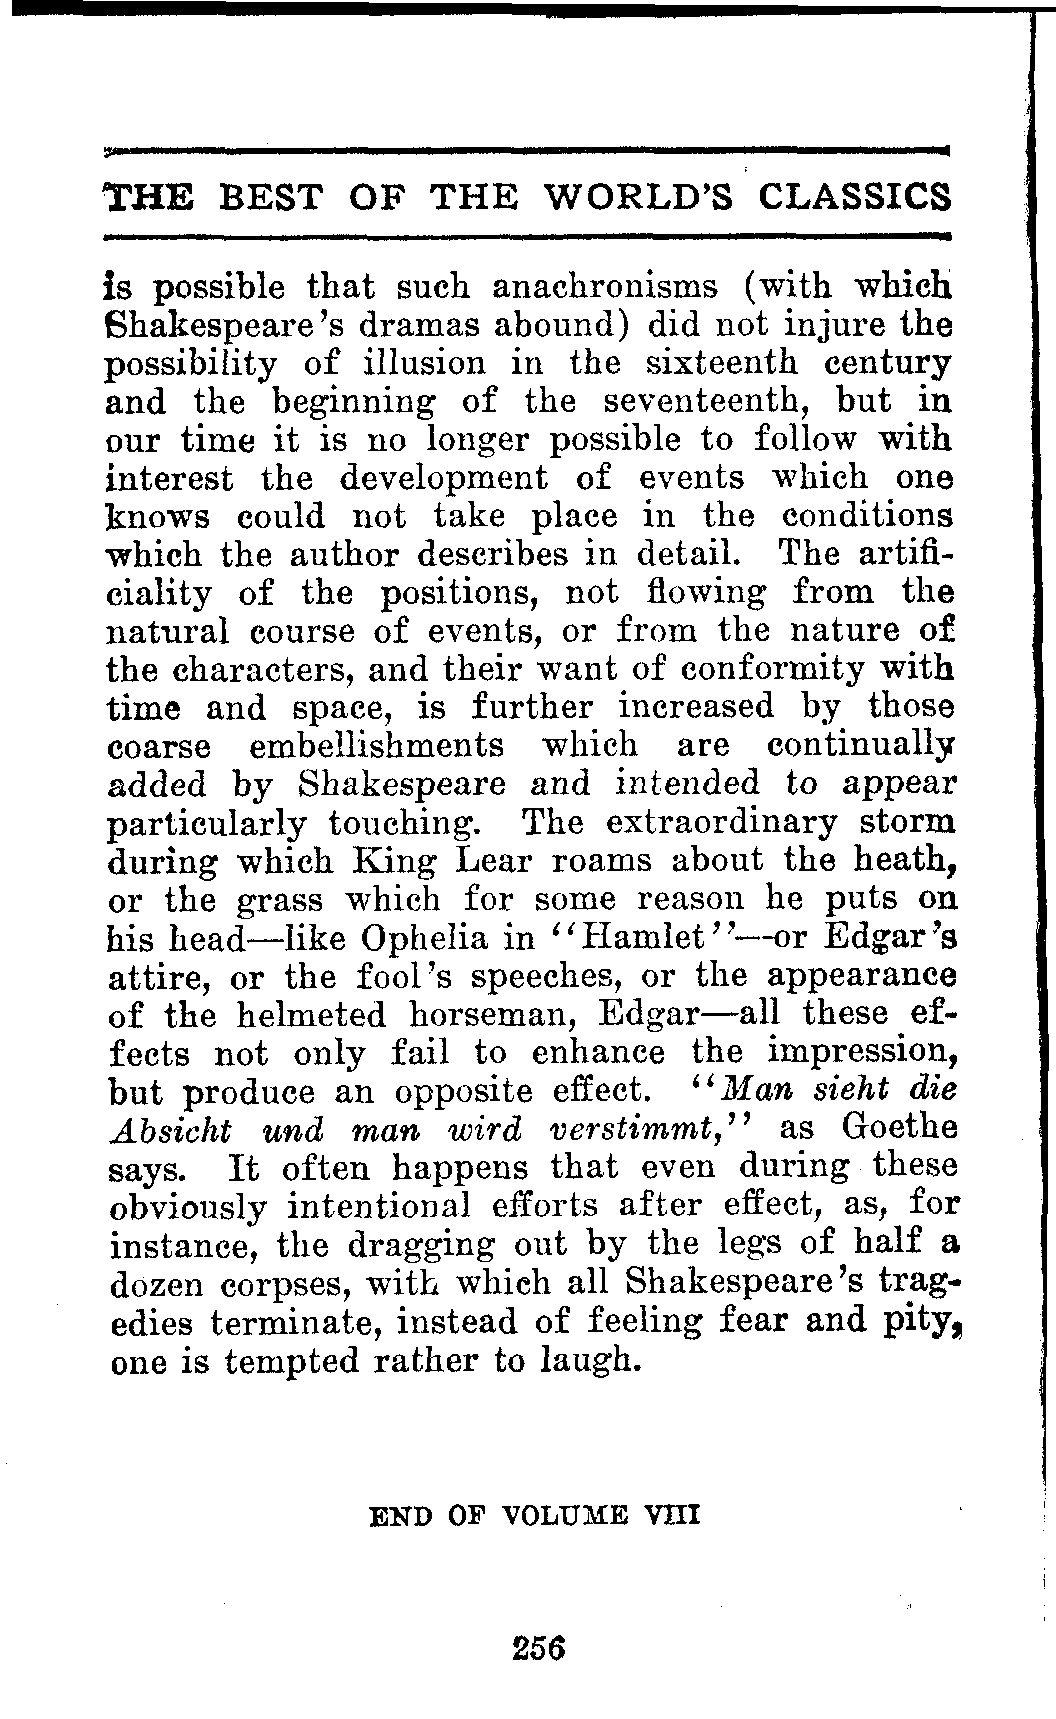 THE BEST OF THE WORLD'S CLASSICS
is possible that such anachronisms (with which
Shakespeare's dramas abound) did not injure the
possibility of illusion in the sixteenth century
and the beginning of the seventeenth, but in
our time it is no longer possible to follow with
interest the development of events which one
knows could not take place in the conditions
which the author describes in detail. The artifi-
ciality of the positions, not flowing from the
natural course of events, or from the nature of
the characters, and their want of conformity with
time and space, is further increased by those
coarse embellishments which are continually
added by Shakespeare and intended to appear
particularly touching. The extraordinary storm
during which King Lear roams about the heath,
or the grass which for some reason he puts on
his head—like Ophelia in "Hamlet"—or Edgar's
attire, or the fool's speeches, or the appearance
of the helmeted horseman, Edgar—all these ef-
fects not only fail to enhance the impression,
but produce an opposite effect. "Man sieht die
Absicht und man wird verstimmt," as Goethe
says. It often happens that even during these
obviously intentional efforts after effect, as, for
instance, the dragging out by the legs of half a
dozen corpses, with which all Shakespeare's trag-
edies terminate, instead of feeling fear and pity,
one is tempted rather to laugh.
END OF VOLUME VIII
256